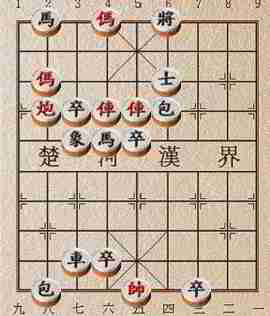 1 2 3 4 5 6 7 8 9
馬 傌 將
傌 士
炮 卒 俥 俥 包
象 馬 卒
楚 河 漢 界
車 卒
包 帥 卒
九 八 七 六 五 四 三 二 一